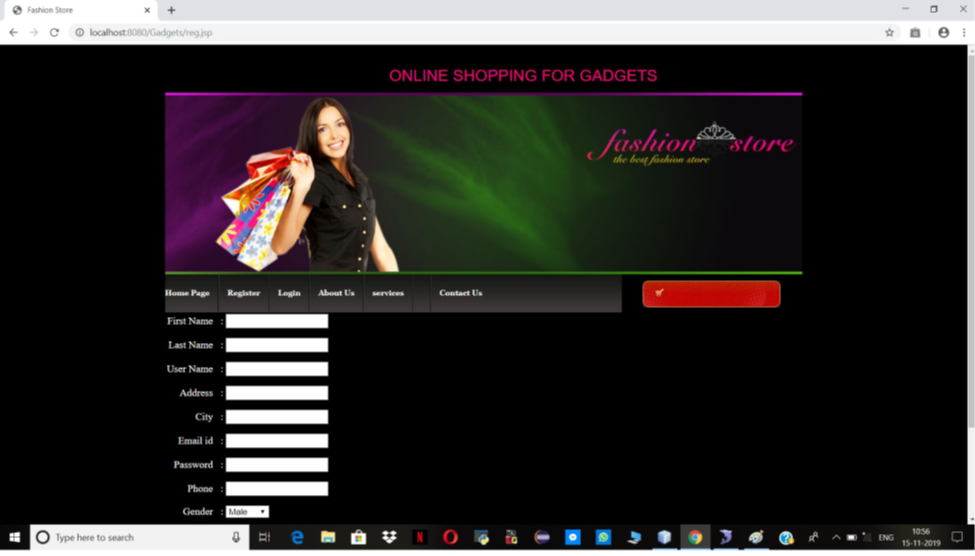 Fashion Store
localhost:8080/Gadgets/reg.jsp
ONLINE SHOPPING FOR GADGETS
fashion store
the best fashion store
Home Page Register Login About Us services Contact Us
First Name :
Last Name :
User Name :
Address :
City :
Email id :
Password :
Phone :
Gender : Male
Type here to search
ENG
10:56
15-11-2019